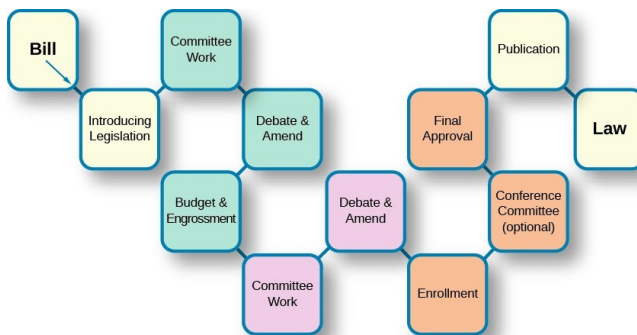 Bill
Introducing
Legislation
Committee
Work
Debate &
Amend
Budget &
Engrossment
Committee
Work
Debate &
Amend
Enrollment
Conference
Committee
(optional)
Final
Approval
Publication
Law